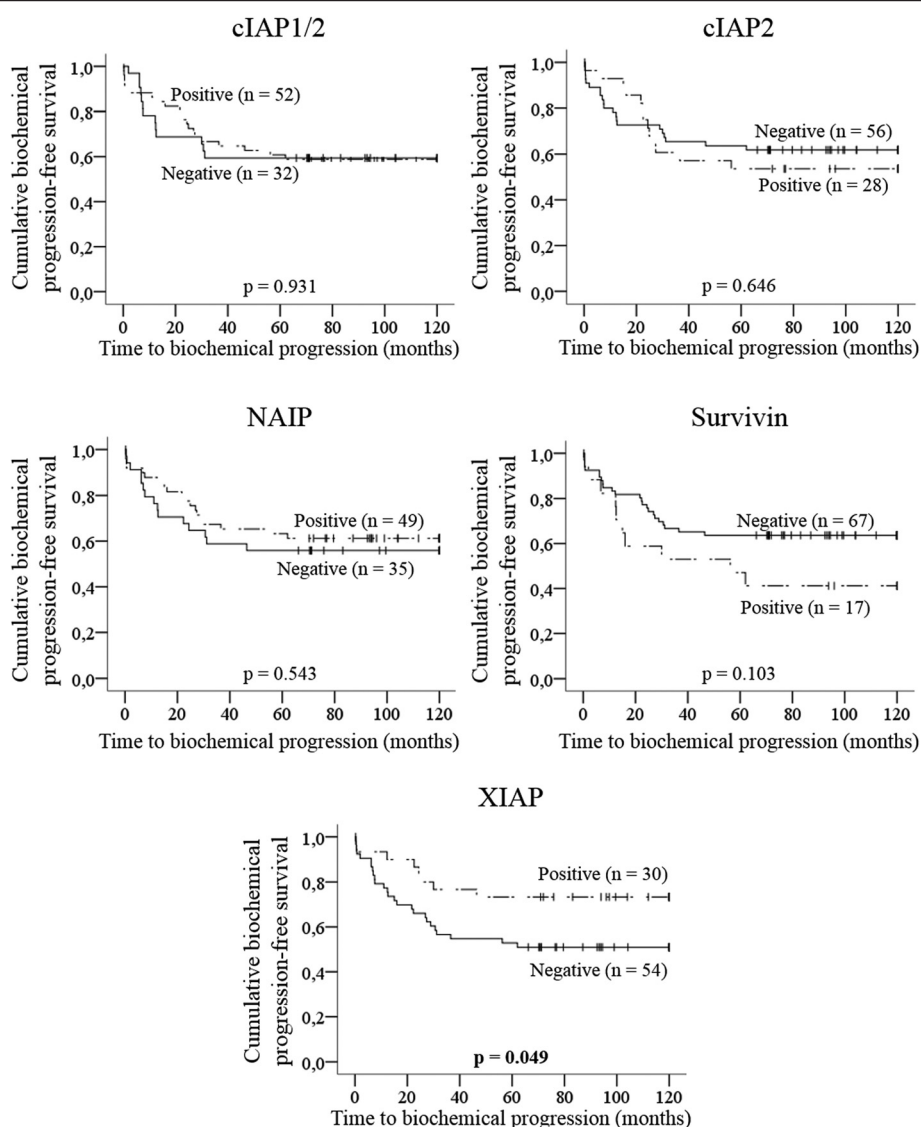 cIAP1/2
Cumulative biochemical
progression-free survival
1,0
0,8
0,6
0,4
0,2
0,0
Positive (n = 52)
Negative (n = 32)
p = 0.931
0 20 40 60 80 100 120
Time to biochemical progression (months)
cIAP2
Cumulative biochemical
progression-free survival
1,0
0,8
0,6
0,4
0,2
0,0
Negative (n = 56)
Positive (n = 28)
p = 0.646
0 20 40 60 80 100 120
Time to biochemical progression (months)
NAIP
Cumulative biochemical
progression-free survival
1,0
0,8
0,6
0,4
0,2
0,0
Positive (n = 49)
Negative (n = 35)
p = 0.543
0 20 40 60 80 100 120
Time to biochemical progression (months)
Survivin
Cumulative biochemical
progression-free survival
1,0
0,8
0,6
0,4
0,2
0,0
Negative (n = 67)
Positive (n = 17)
p = 0.103
0 20 40 60 80 100 120
Time to biochemical progression (months)
XIAP
Cumulative biochemical
progression-free survival
1,0
0,8
0,6
0,4
0,2
0,0
Positive (n = 30)
Negative (n = 54)
p = 0.049
0 20 40 60 80 100 120
Time to biochemical progression (months)